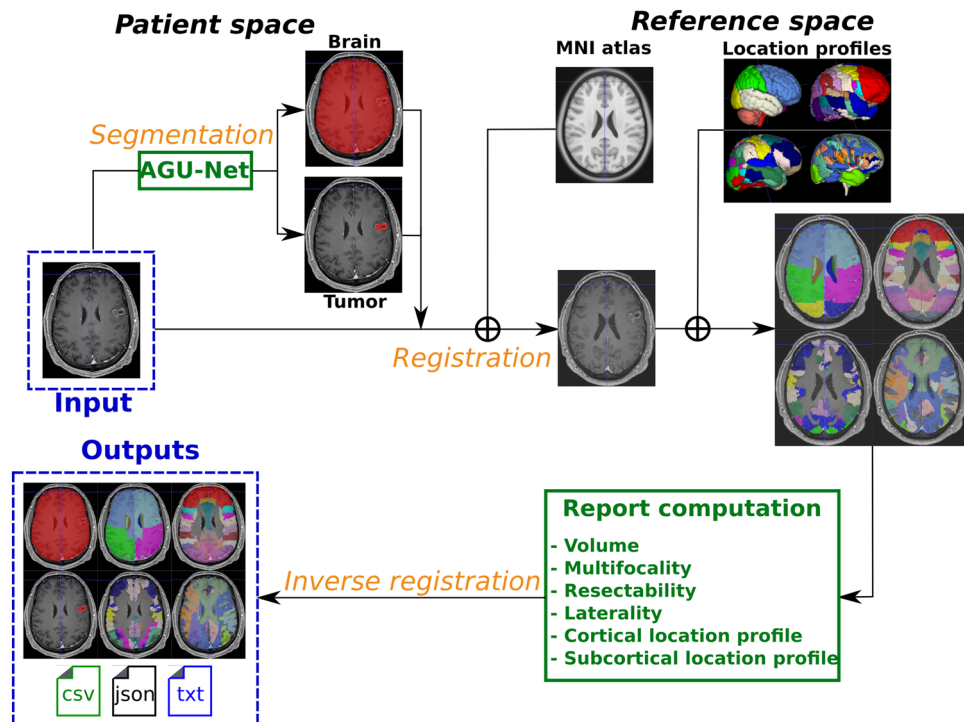 Patient space
Reference space
Brain
MNI atlas
Location profiles
Segmentation
AGU-Net
Tumor
Registration
Input
Outputs
Report computation
- Volume
- Multifocality
- Resectability
- Laterality
- Cortical location profile
- Subcortical location profile
Inverse registration
csv
json
txt